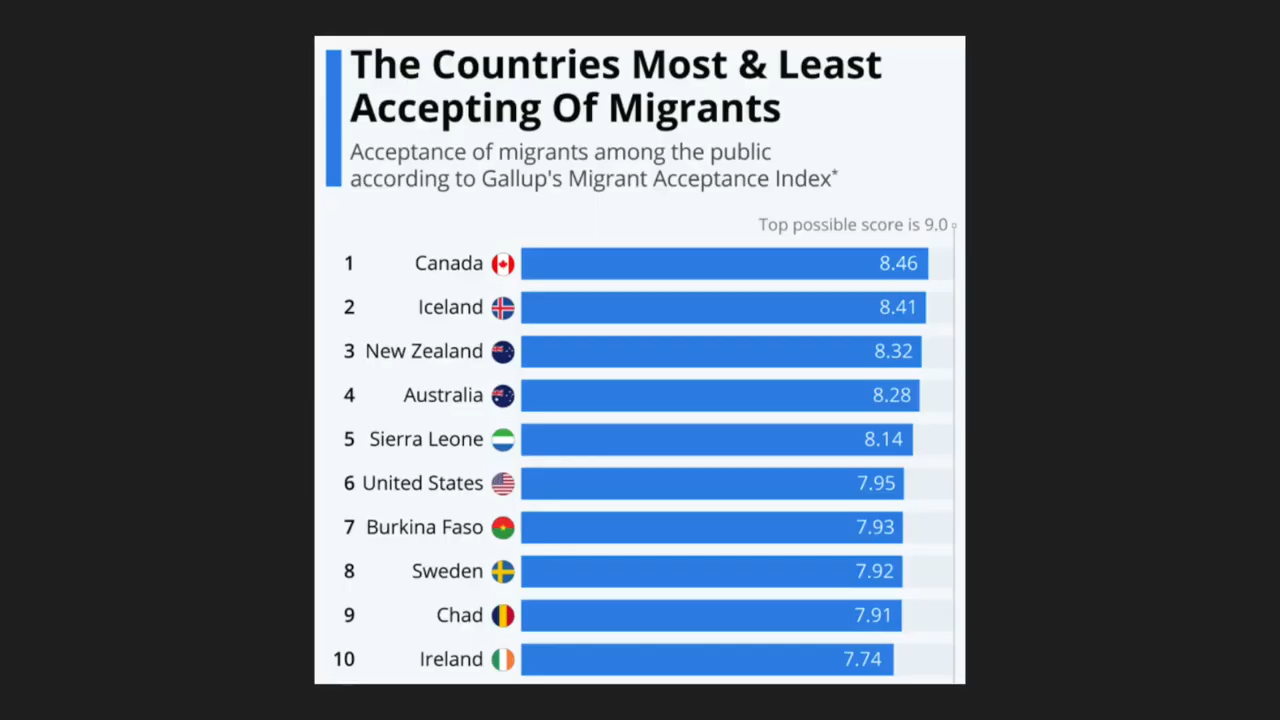 The Countries Most & Least
Accepting Of Migrants
Acceptance of migrants among the public
according to Gallup's Migrant Acceptance Index*
Top possible score is 9.0
1 Canada 8.46
2 Iceland 8.41
3 New Zealand 8.32
4 Australia 8.28
5 Sierra Leone 8.14
6 United States 7.95
7 Burkina Faso 7.93
8 Sweden 7.92
9 Chad 7.91
10 Ireland 7.74